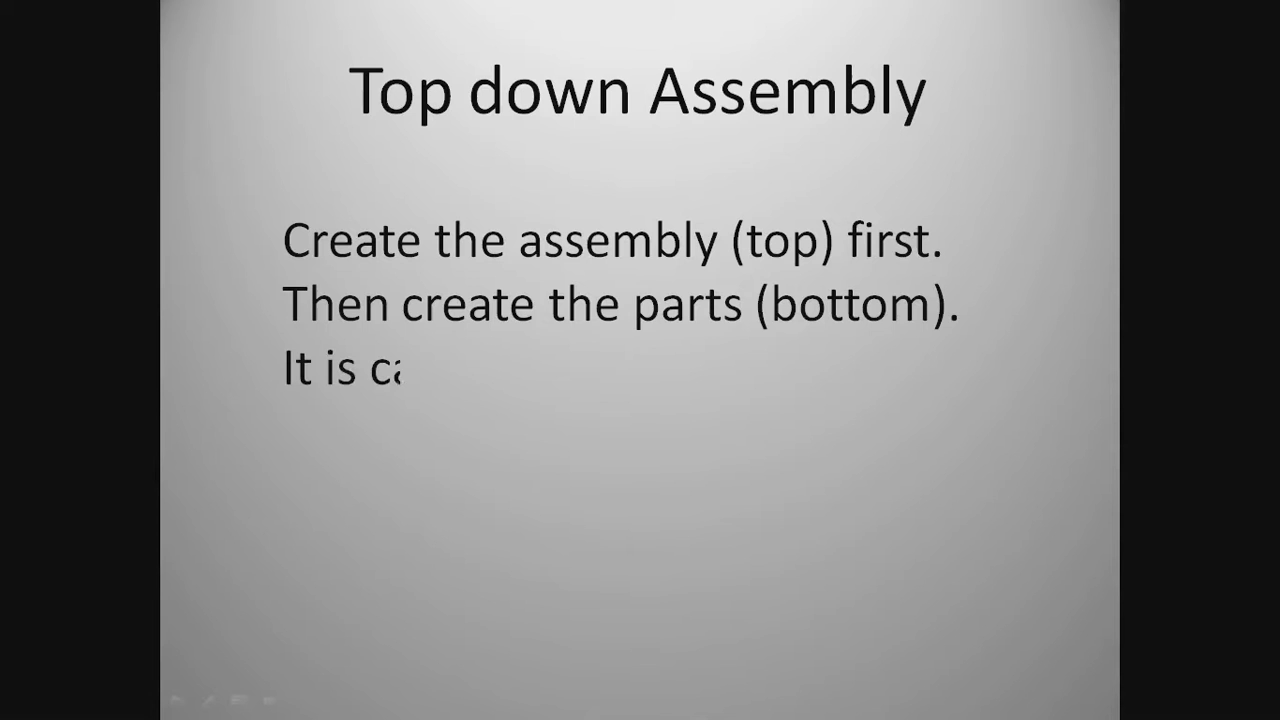 Top down Assembly
Create the assembly (top) first.
Then create the parts (bottom).
It is